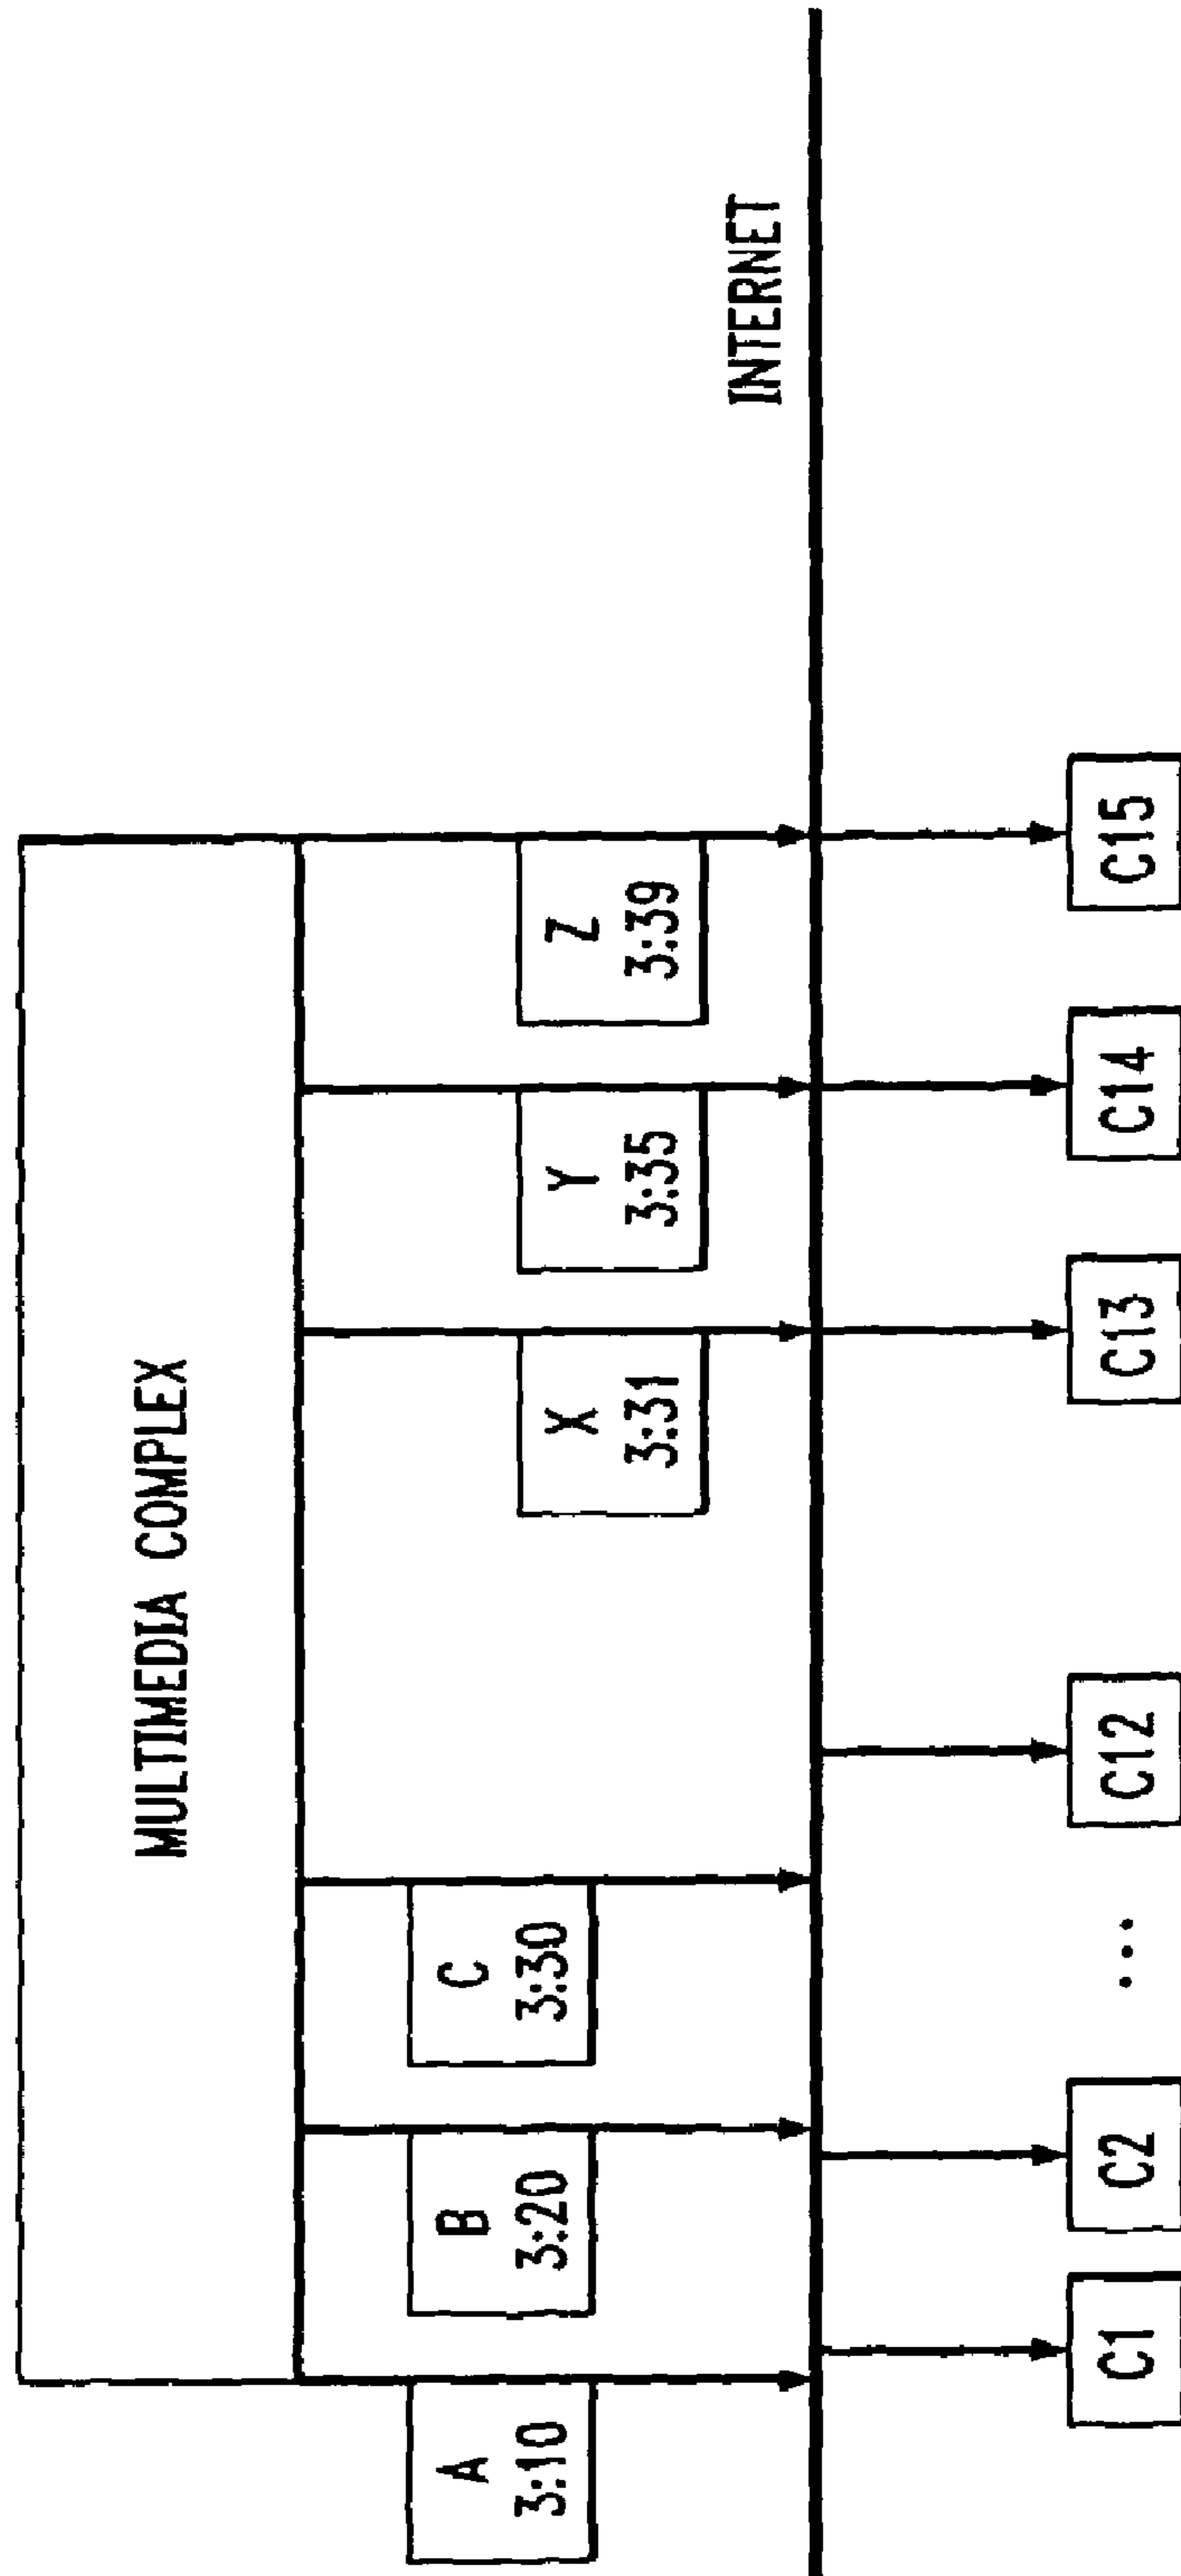 MULTIMEDIA COMPLEX
A
3:10
B
3:20
C
3:30
X
3:31
Y
3:35
Z
3:39
INTERNET
C1
C2
...
C12
C13
C14
C15